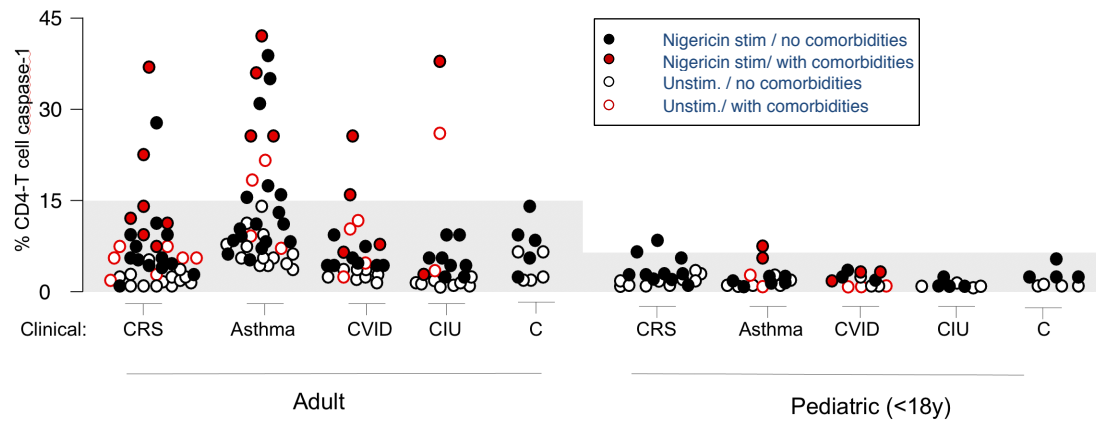 % CD4-T cell caspase-1
45
30
15
0
Nigericin stim / no comorbidities
Nigericin stim/ with comorbidities
Unstim. / no comorbidities
Unstim./ with comorbidities
Clinical: CRS Asthma CVID CIU C CRS Asthma CVID CIU C
Adult Pediatric (<18y)